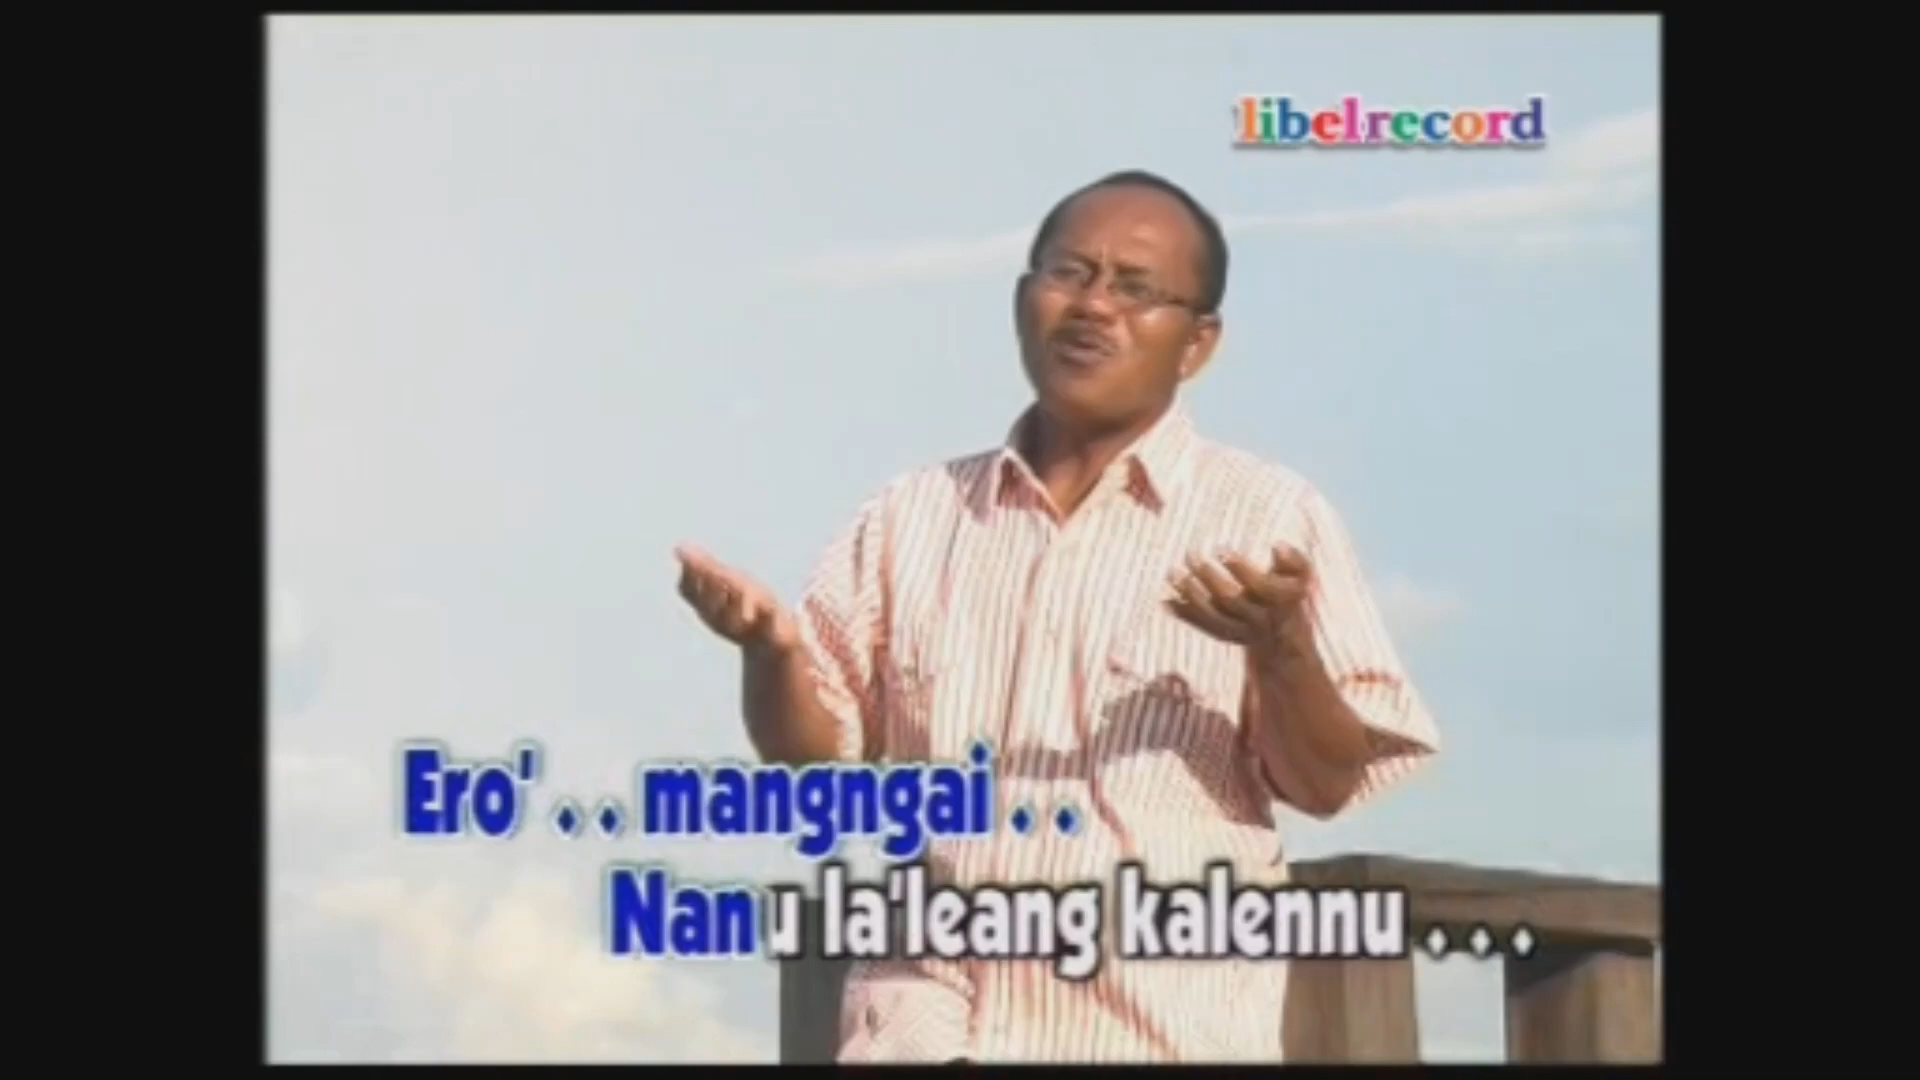 libelrecord
Ero' . . mangngai . .
Nanu la'leang kalennu . . .